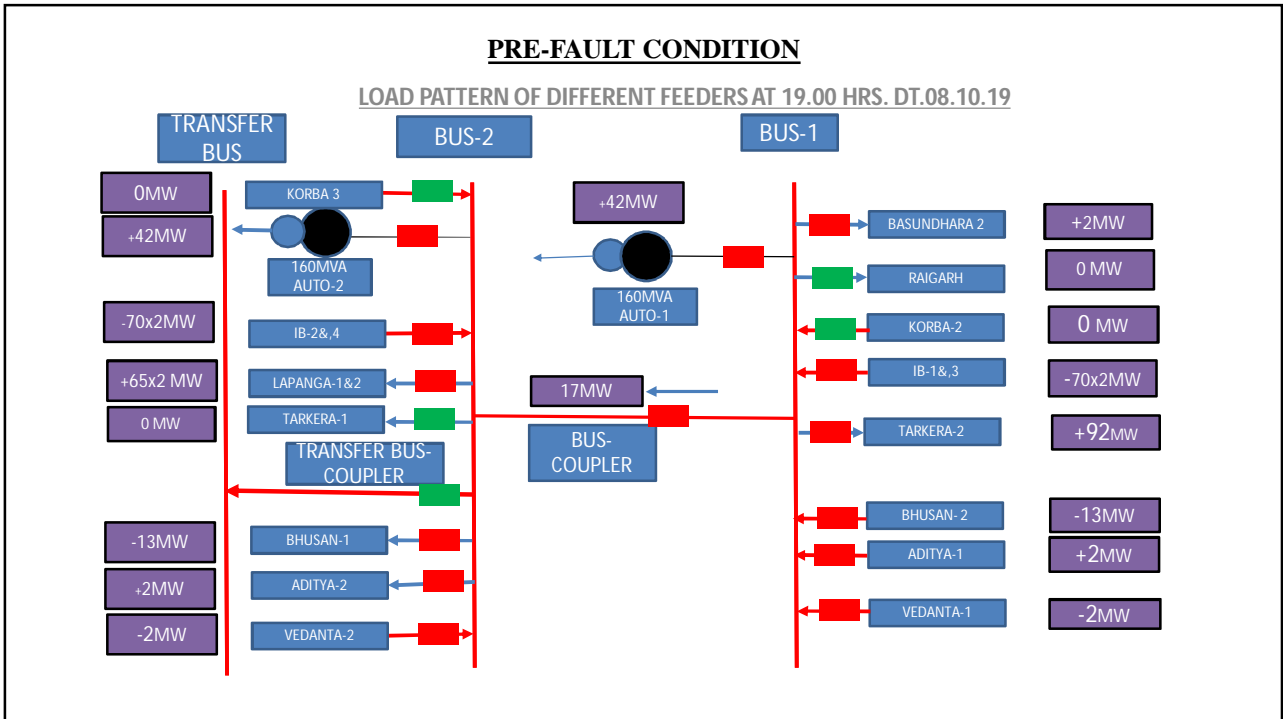 PRE-FAULT CONDITION
LOAD PATTERN OF DIFFERENT FEEDERS AT 19.00 HRS. DT.08.10.19
TRANSFER
BUS
BUS-2
BUS-1
0MW
KORBA 3
+42MW
160MVA
AUTO-2
+42MW
160MVA
AUTO-1
BASUNDHARA 2
+2MW
RAIGARH
0 MW
-70x2MW
IB-2&,4
KORBA-2
0 MW
+65x2 MW
LAPANGA-1&2
17MW
IB-1&,3
-70x2MW
0 MW
TARKERA-1
TARKERA-2
+92MW
TRANSFER BUS-
COUPLER
BUS-
COUPLER
-13MW
BHUSAN-1
BHUSAN- 2
-13MW
+2MW
ADITYA-2
ADITYA-1
+2MW
-2MW
VEDANTA-2
VEDANTA-1
-2MW